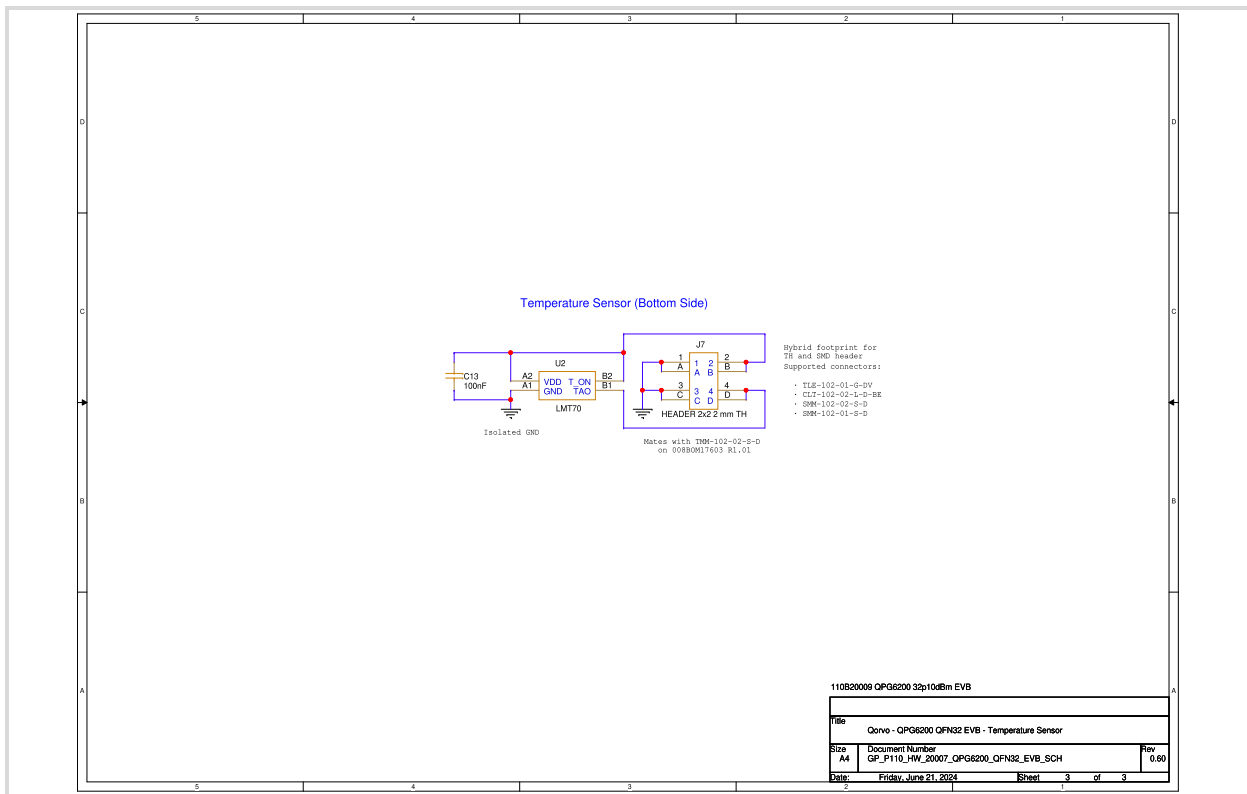 5 4 3 2 1
D D
Temperature Sensor (Bottom Side)
C C
J7
Hybrid footprint for
TH and SMD header
Supported connectors:
· TLE-102-01-G-DV
· CLT-102-02-L-D-BE
· SMM-102-02-S-D
· SMM-102-01-S-D
U2
C13
100nF
A2 VDD T_ON B2
A1 GND TAO B1
LMT70
1 1 2 2
A A B B
3 3 4 4
C C D D
HEADER 2x2 2 mm TH
Isolated GND
Mates with TMM-102-02-S-D
on 008BOM17603 R1.01
B B
A A
110B20009 QPG6200 32p10dBm EVB
Title
Qorvo - QPG6200 QFN32 EVB - Temperature Sensor
Size Document Number Rev
A4 GP_P110_HW_20007_QPG6200_QFN32_EVB_SCH 0.60
Date: Friday, June 21, 2024 Sheet 3 of 3
5 4 3 2 1